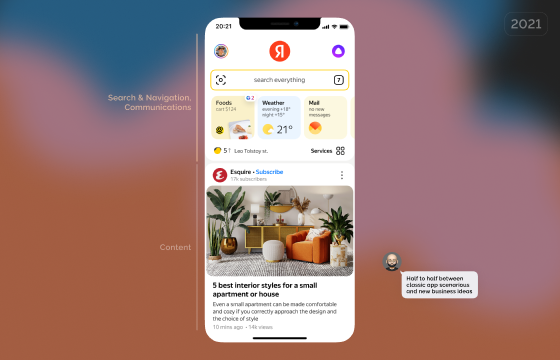 2021
20:21
Я
search everything
7
Foods
cart $124
2
Weather
evening +19°
night +15°
21°
Mail
no new
messages
Search & Navigation,
Communications
5
Leo Tolstoy st.
Services
Esquire • Subscribe
17k subscribers
Content
5 best interior styles for a small
apartment or house
Even a small apartment can be made comfortable
and cozy if you correctly approach the design and
the choice of style
10 mins ago • 14k views
Half to half between
classic app scenarious
and new business ideas